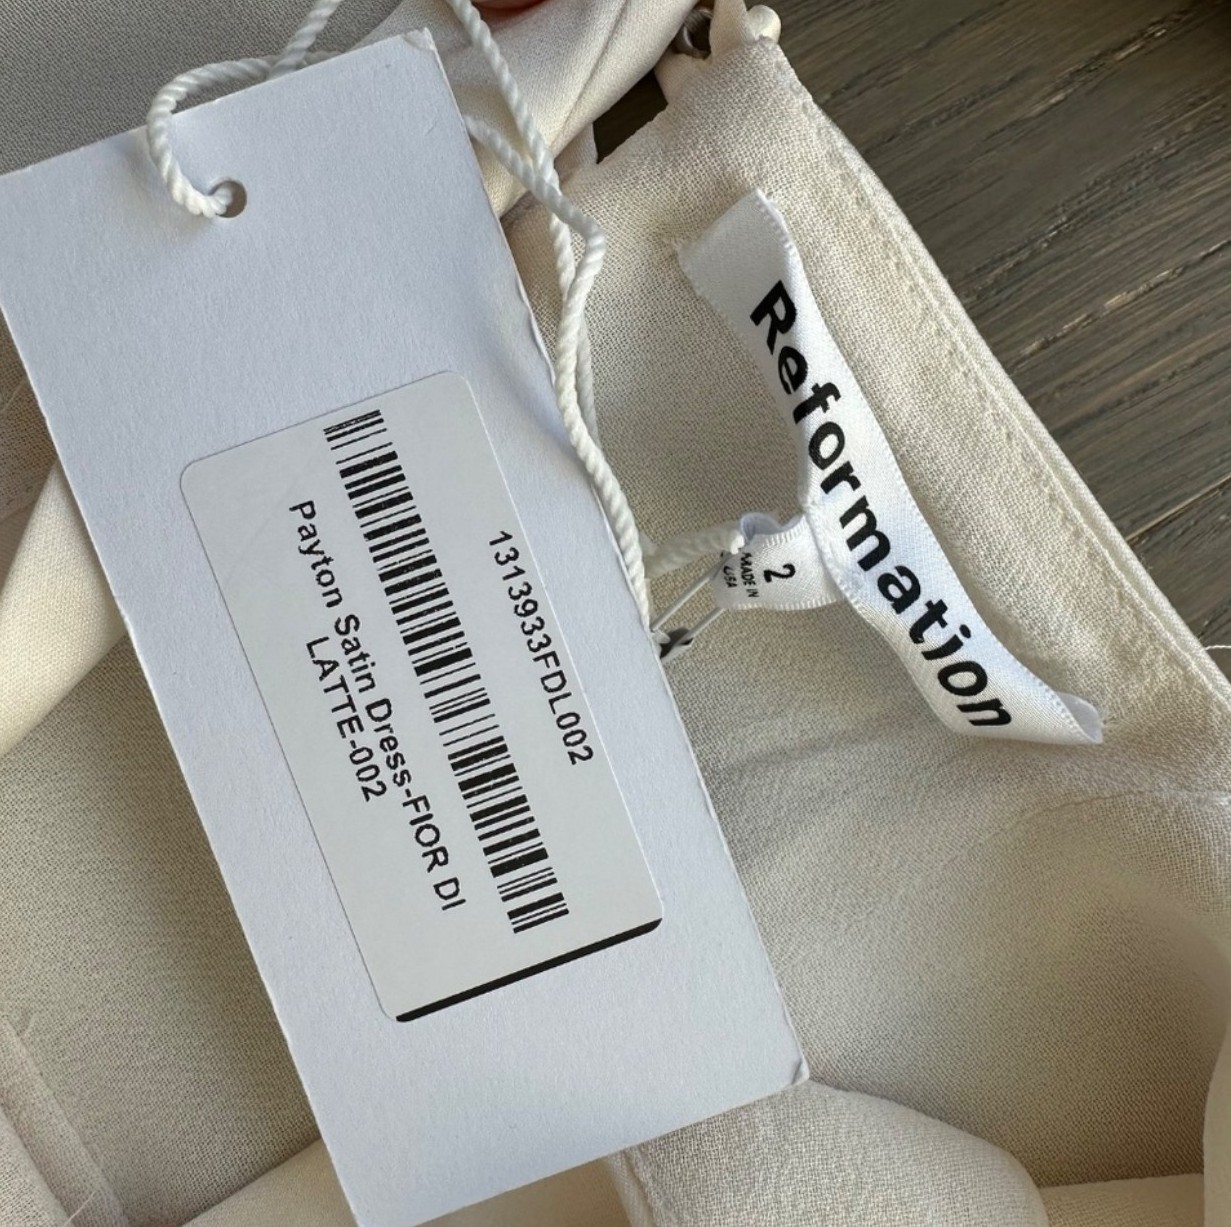 1313933FDL002
Payton Satin Dress-FIOR DI
LATTE-002
Reformation
2
MADE IN
USA